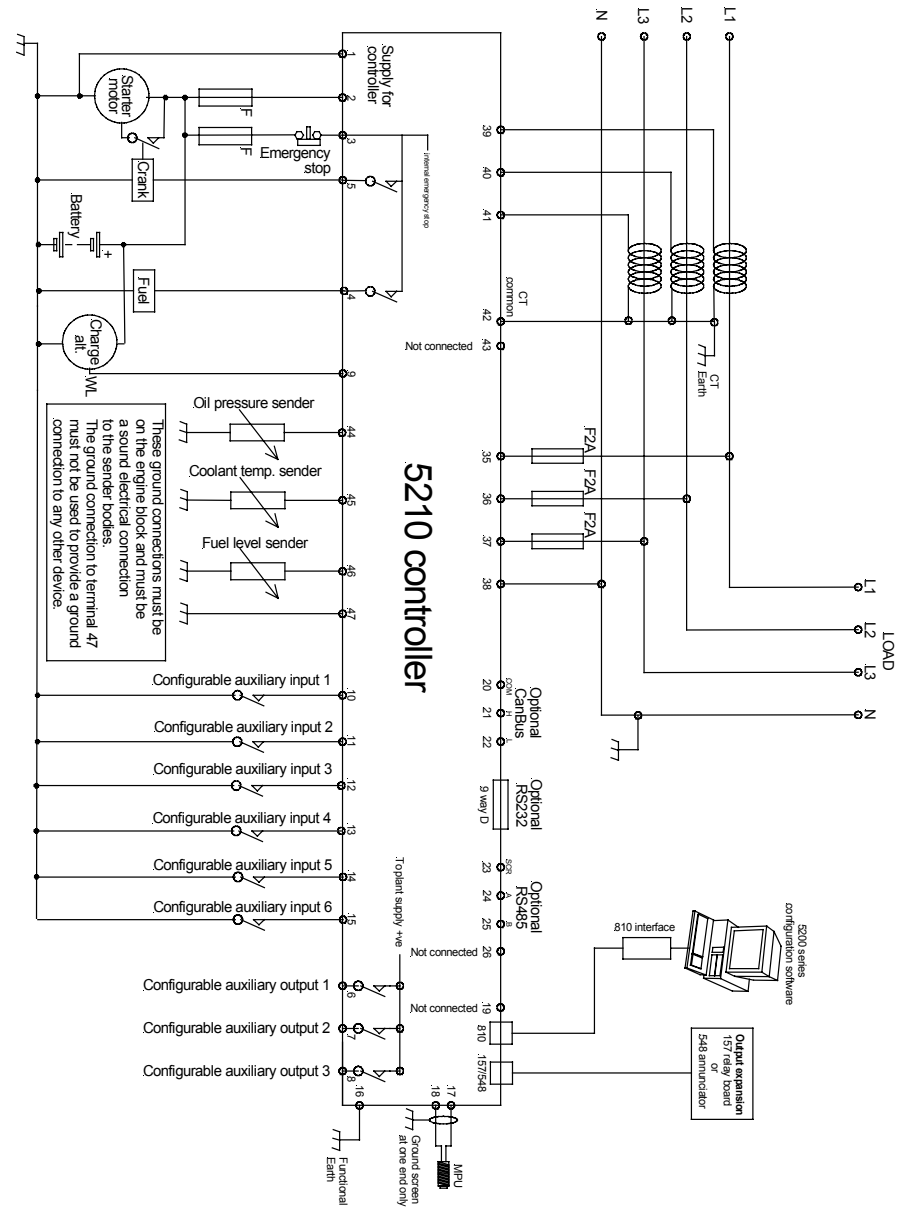 L1
L2
L3
N
39
40
41
CT
common
42
43
Not connected
CT
Earth
F2A
F2A
F2A
35
36
37
38
L1
L2
L3
N
LOAD
20
21
22
COM
H
L
Optional
CanBus
Optional
RS232
9 way D
23
24
25
SCR
A
B
Optional
RS485
26
Not connected
19
Not connected
810
157/548
810 interface
5200 series
configuration software
Output expansion
157 relay board
or
548 annunciator
5210 controller
1
2
3
5
4
9
Supply for
controller
Starter
motor
F
F
Emergency
stop
internal emergency stop
Crank
Battery
+
Fuel
Charge
alt.
WL
Oil pressure sender
44
Coolant temp. sender
45
Fuel level sender
46
47
These ground connections must be
on the engine block and must be
a sound electrical connection
to the sender bodies.
The ground connection to terminal 47
must not be used to provide a ground
connection to any other device.
Configurable auxiliary input 1
10
Configurable auxiliary input 2
11
Configurable auxiliary input 3
12
Configurable auxiliary input 4
13
Configurable auxiliary input 5
14
Configurable auxiliary input 6
15
To plant supply +ve
Configurable auxiliary output 1
6
Configurable auxiliary output 2
7
Configurable auxiliary output 3
8
16
Functional
Earth
18
17
Ground screen
at one end only
MPU